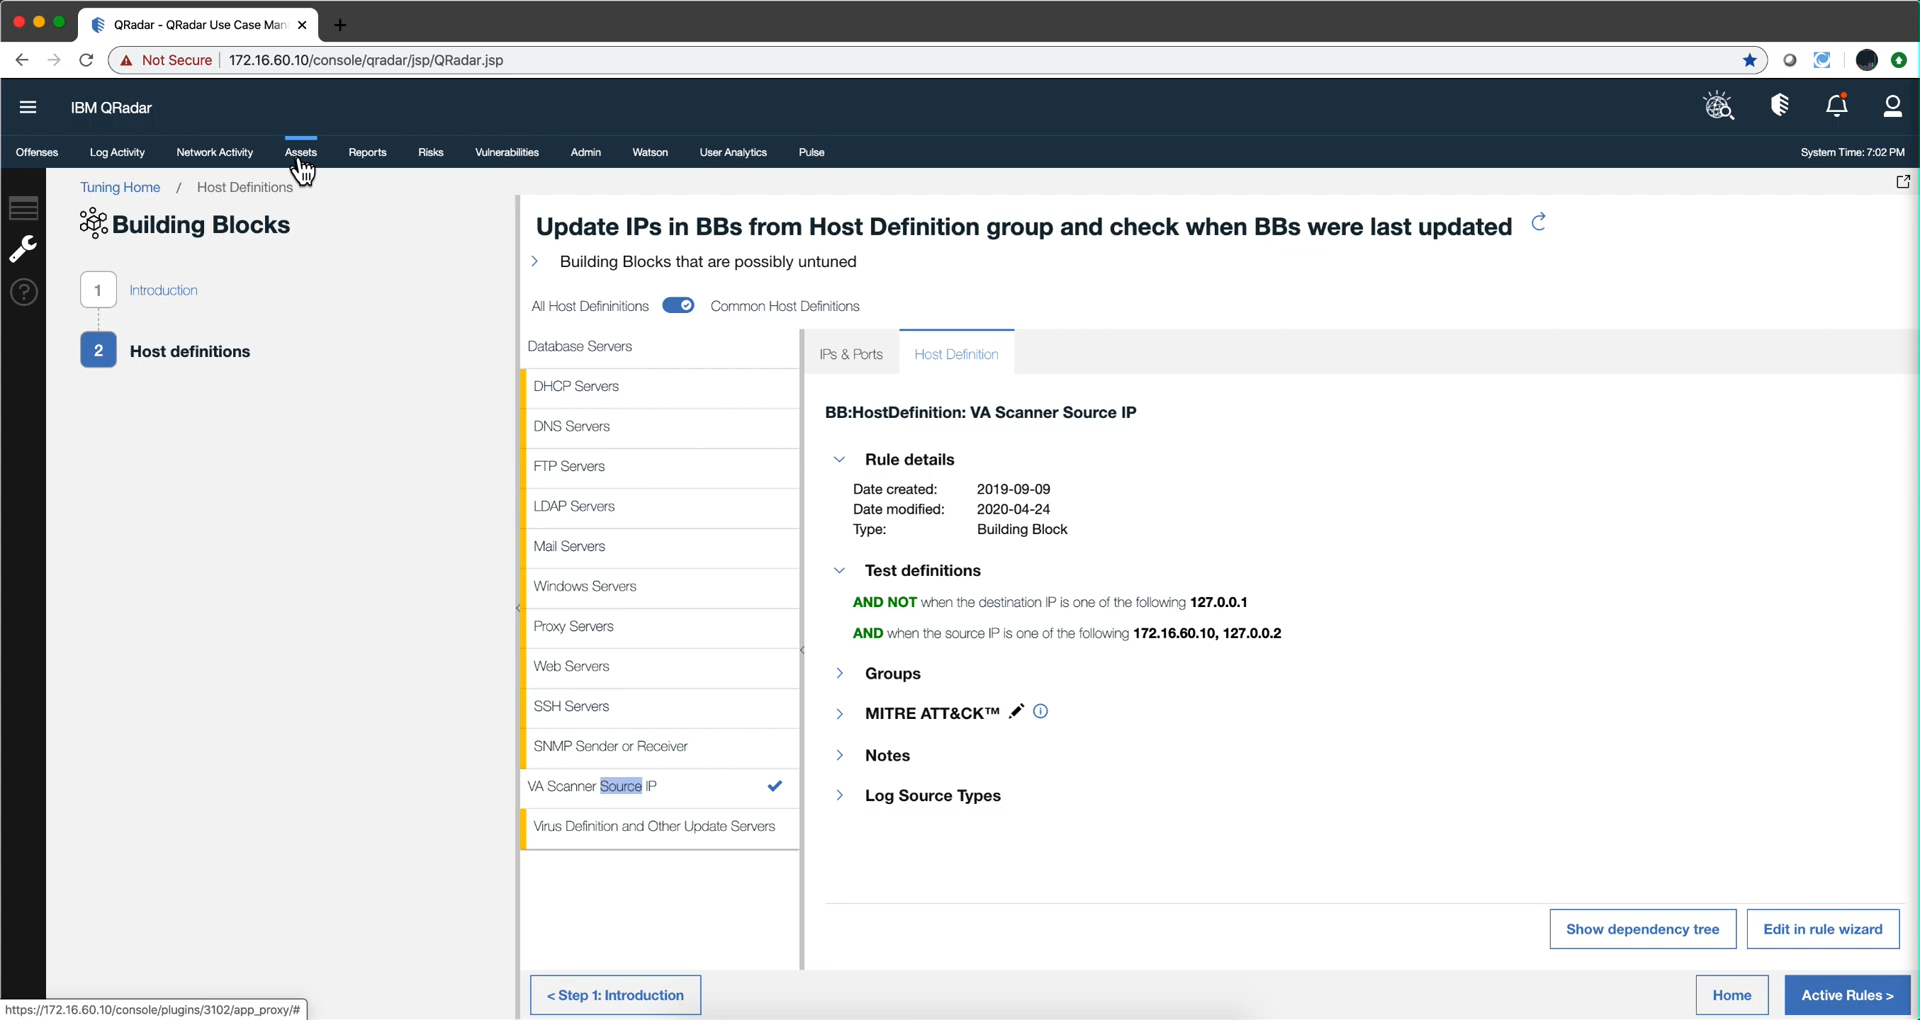 QRadar - QRadar Use Case Man
Not Secure
172.16.60.10/console/qradar/jsp/QRadar.jsp
IBM QRadar
Offenses
Log Activity
Network Activity
Assets
Reports
Risks
Vulnerabilities
Admin
Watson
User Analytics
Pulse
System Time: 7:02 PM
Tuning Home / Host Definitions
Building Blocks
1 Introduction
2 Host definitions
Update IPs in BBs from Host Definition group and check when BBs were last updated
Building Blocks that are possibly untuned
All Host Defininitions
Common Host Definitions
Database Servers
DHCP Servers
DNS Servers
FTP Servers
LDAP Servers
Mail Servers
Windows Servers
Proxy Servers
Web Servers
SSH Servers
SNMP Sender or Receiver
VA Scanner Source IP
Virus Definition and Other Update Servers
IPs & Ports
Host Definition
BB:HostDefinition: VA Scanner Source IP
Rule details
Date created: 2019-09-09
Date modified: 2020-04-24
Type: Building Block
Test definitions
AND NOT when the destination IP is one of the following 127.0.0.1
AND when the source IP is one of the following 172.16.60.10, 127.0.0.2
Groups
MITRE ATT&CK™
Notes
Log Source Types
Show dependency tree
Edit in rule wizard
< Step 1: Introduction
Home
Active Rules >
https://172.16.60.10/console/plugins/3102/app_proxy/#